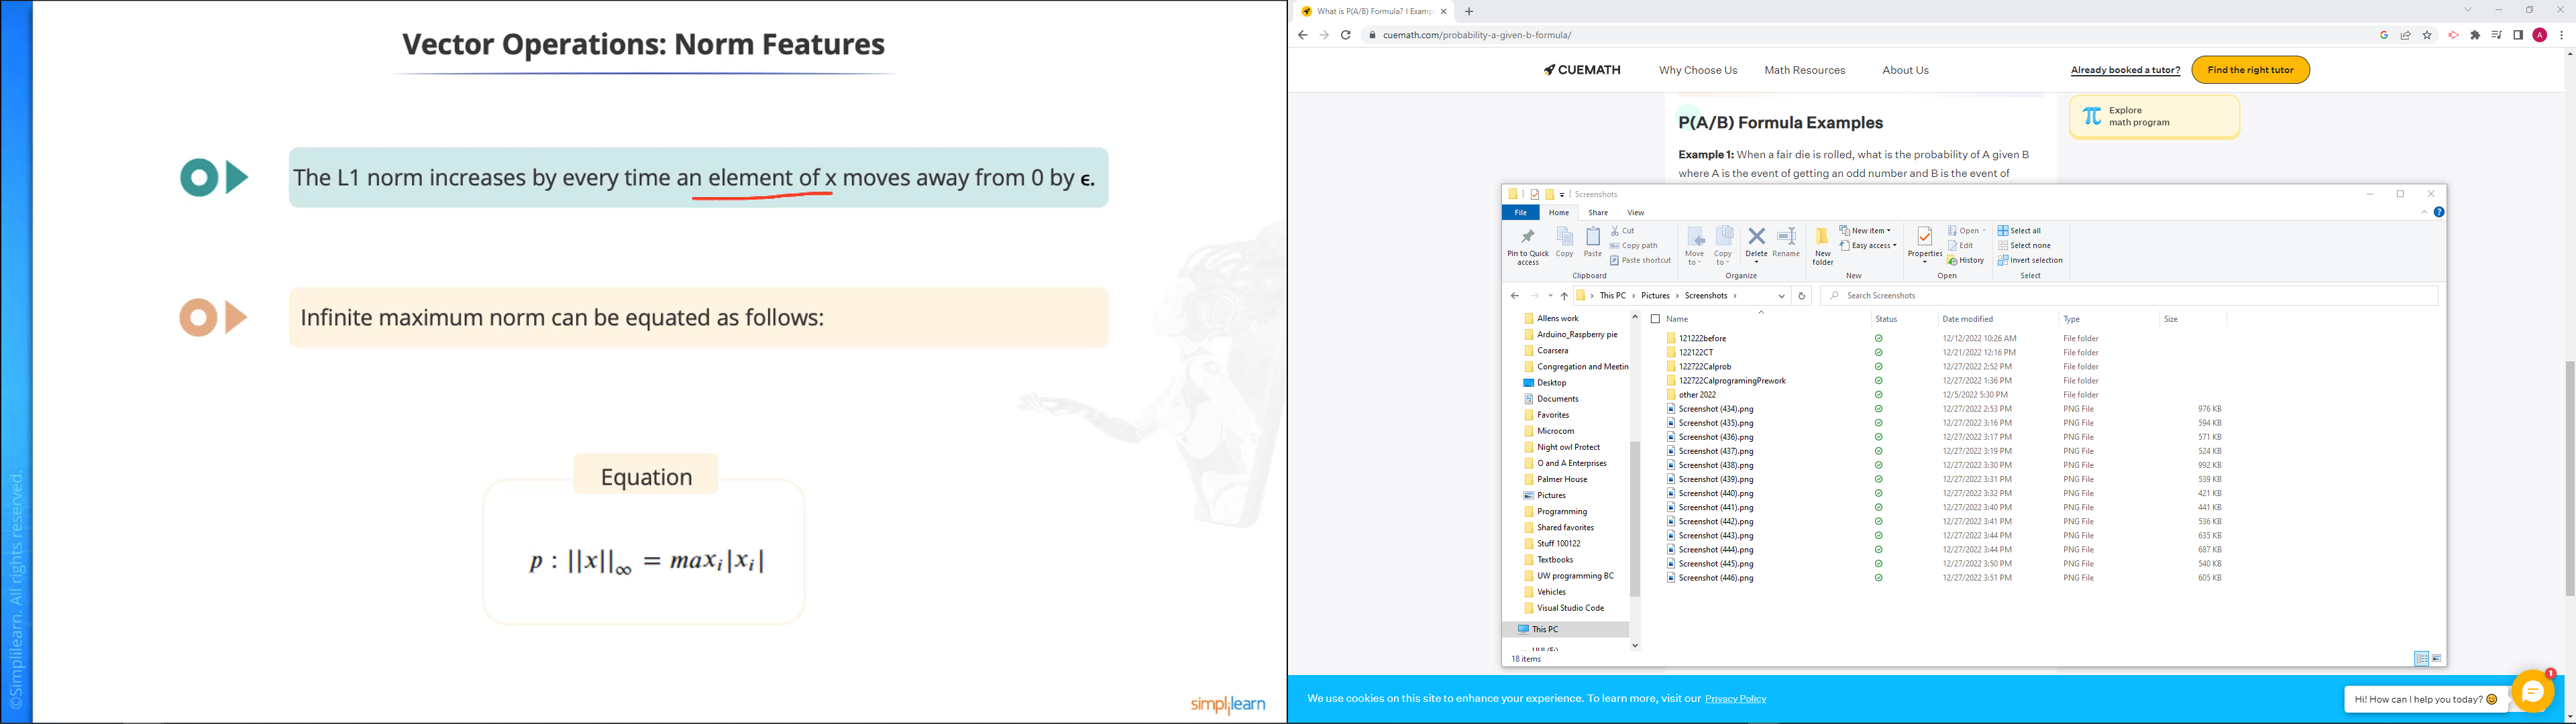 Vector Operations: Norm Features
The L1 norm increases by every time an element of x moves away from 0 by ϵ.
Infinite maximum norm can be equated as follows:
Equation
p : ||x||∞ = maxᵢ|xᵢ|
©Simplilearn. All rights reserved.
simplilearn
What is P(A/B) Formula? | Examp
cuemath.com/probability-a-given-b-formula/
A
CUEMATH
Why Choose Us
Math Resources
About Us
Already booked a tutor?
Find the right tutor
Explore
math program
P(A/B) Formula Examples
Example 1: When a fair die is rolled, what is the probability of A given B
where A is the event of getting an odd number and B is the event of
Screenshots
File Home Share View
Pin to Quick access
Copy
Paste
Cut
Copy path
Paste shortcut
Clipboard
Move to
Copy to
Delete
Rename
Organize
New folder
New item
Easy access
New
Properties
Open
Edit
History
Open
Select all
Select none
Invert selection
Select
This PC > Pictures > Screenshots >
Search Screenshots
Allens work
Arduino_Raspberry pie
Coarsera
Congregation and Meetin
Desktop
Documents
Favorites
Microcom
Night owl Protect
O and A Enterprises
Palmer House
Pictures
Programming
Shared favorites
Stuff 100122
Textbooks
UW programming BC
Vehicles
Visual Studio Code
This PC
Name Status Date modified Type Size
121222before 12/12/2022 10:26 AM File folder
122122CT 12/21/2022 12:16 PM File folder
122722Calprob 12/27/2022 2:52 PM File folder
122722CalprogramingPrework 12/27/2022 1:36 PM File folder
other 2022 12/5/2022 5:30 PM File folder
Screenshot (434).png 12/27/2022 2:53 PM PNG File 976 KB
Screenshot (435).png 12/27/2022 3:16 PM PNG File 594 KB
Screenshot (436).png 12/27/2022 3:17 PM PNG File 571 KB
Screenshot (437).png 12/27/2022 3:19 PM PNG File 524 KB
Screenshot (438).png 12/27/2022 3:30 PM PNG File 992 KB
Screenshot (439).png 12/27/2022 3:31 PM PNG File 539 KB
Screenshot (440).png 12/27/2022 3:32 PM PNG File 421 KB
Screenshot (441).png 12/27/2022 3:40 PM PNG File 441 KB
Screenshot (442).png 12/27/2022 3:41 PM PNG File 536 KB
Screenshot (443).png 12/27/2022 3:44 PM PNG File 635 KB
Screenshot (444).png 12/27/2022 3:44 PM PNG File 687 KB
Screenshot (445).png 12/27/2022 3:50 PM PNG File 540 KB
Screenshot (446).png 12/27/2022 3:51 PM PNG File 605 KB
18 items
We use cookies on this site to enhance your experience. To learn more, visit our Privacy Policy
Hi! How can I help you today? 😊
1